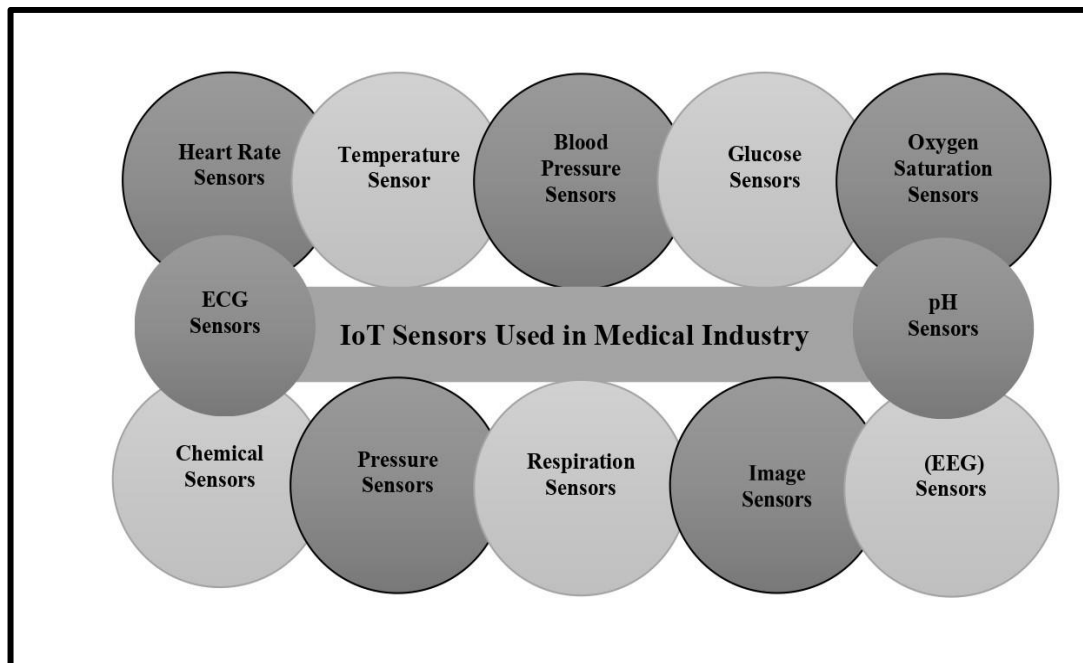 Heart Rate
Sensors
Temperature
Sensor
Blood
Pressure
Sensors
Glucose
Sensors
Oxygen
Saturation
Sensors
ECG
Sensors
IoT Sensors Used in Medical Industry
pH
Sensors
Chemical
Sensors
Pressure
Sensors
Respiration
Sensors
Image
Sensors
(EEG)
Sensors